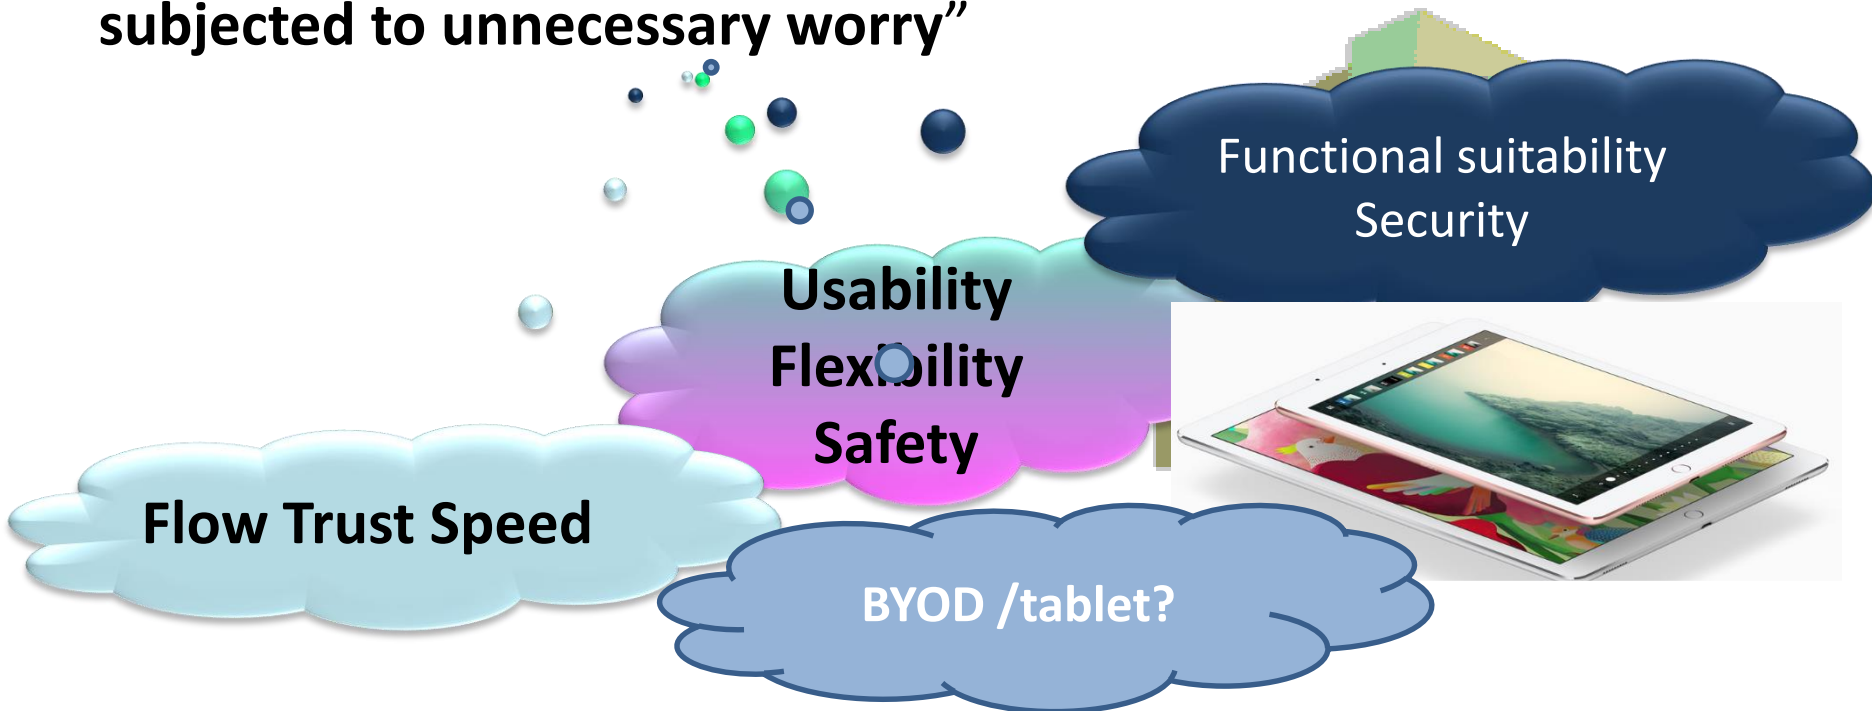 subjected to unnecessary worry”
Functional suitability
Security
Usability
Flexibility
Safety
Flow Trust Speed
BYOD /tablet?